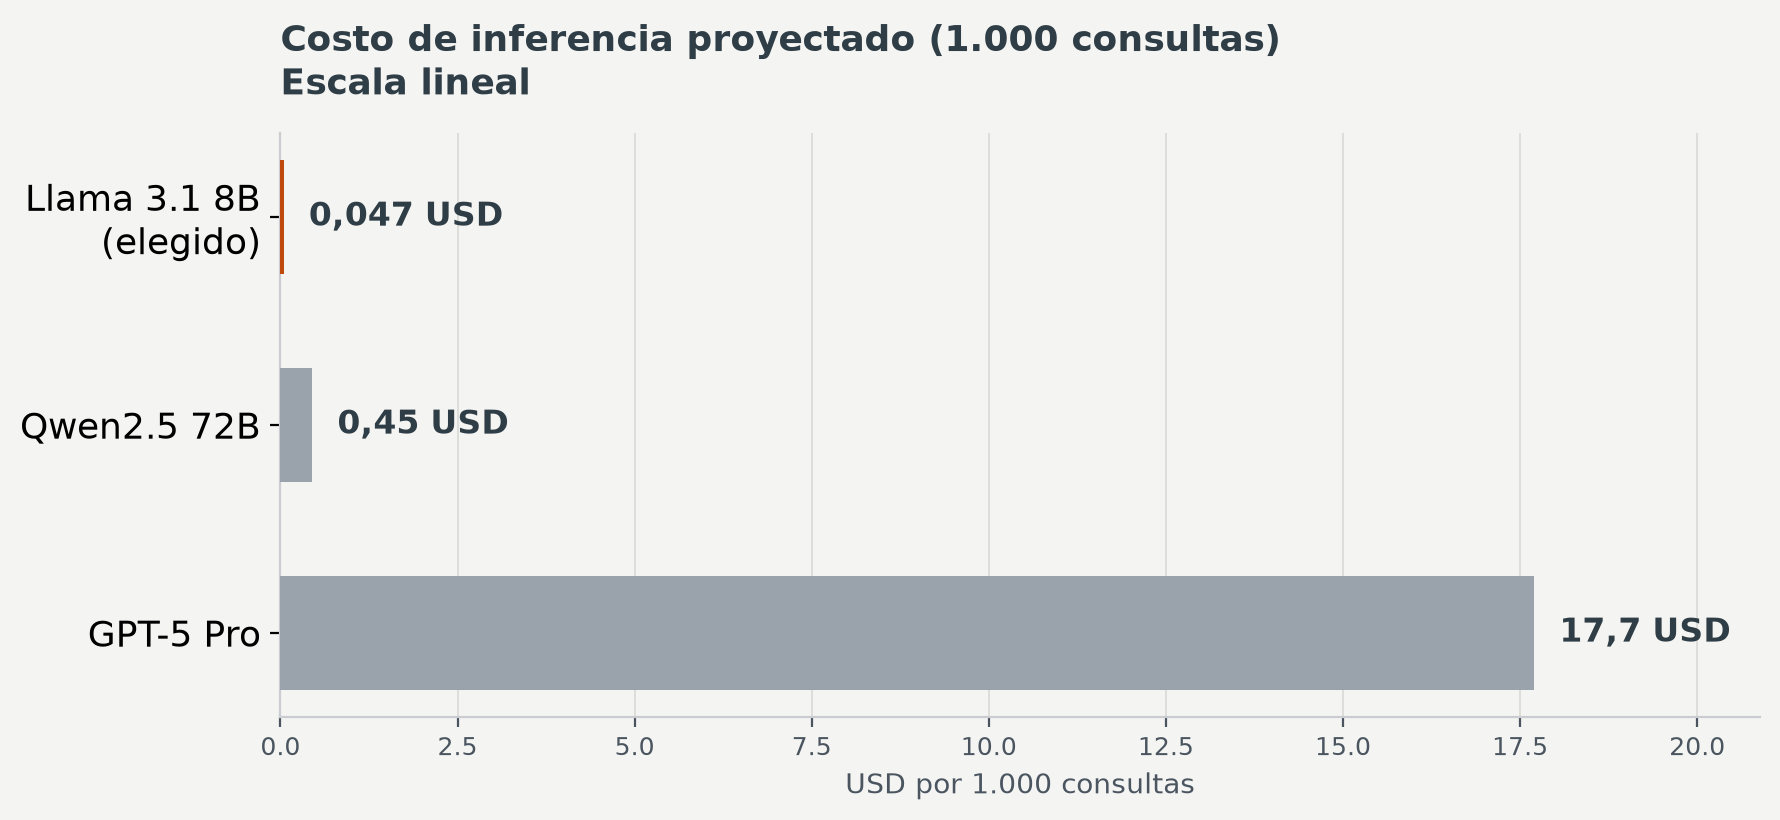 Costo de inferencia proyectado (1.000 consultas)
Escala lineal
Llama 3.1 8B
(elegido)
0,047 USD
Qwen2.5 72B
0,45 USD
GPT-5 Pro
17,7 USD
0.0 2.5 5.0 7.5 10.0 12.5 15.0 17.5 20.0
USD por 1.000 consultas